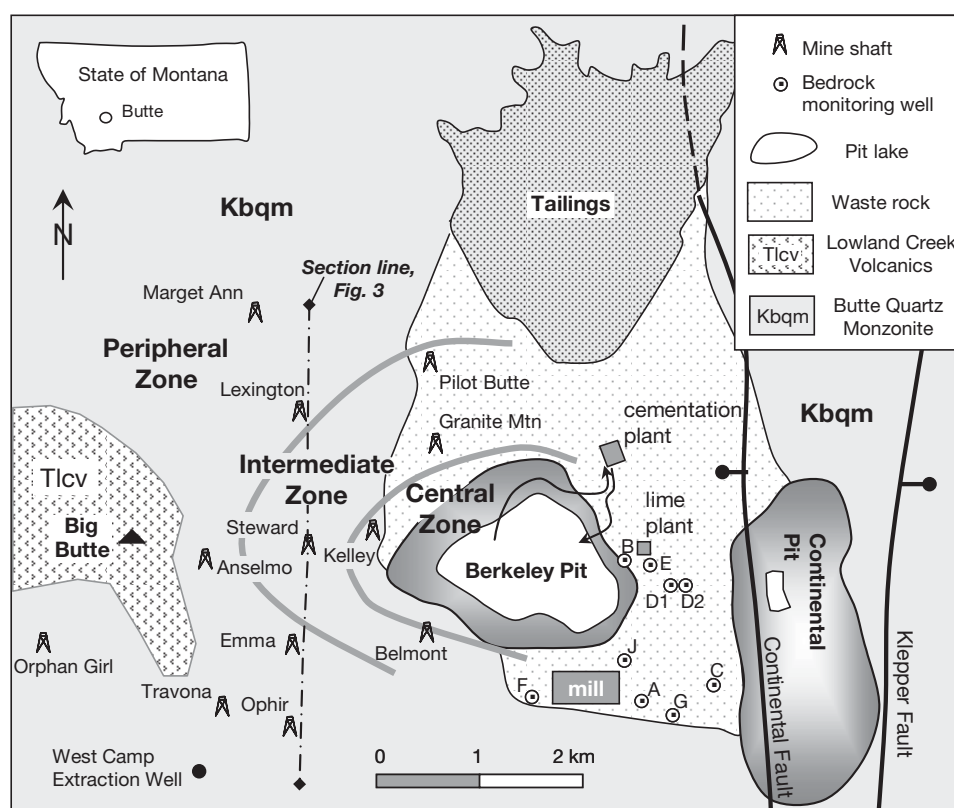 State of Montana
Butte
N
Kbqm
Section line,
Fig. 3
Marget Ann
Peripheral
Zone
Lexington
Tailings
Pilot Butte
Granite Mtn
cementation
plant
Kbqm
Intermediate
Zone
Central
Zone
Tlcv
Big
Butte
Steward
Kelley
Anselmo
lime
plant
Berkeley Pit
B
E
D1
D2
Continental
Pit
Continental Fault
Klepper Fault
Emma
Belmont
Orphan Girl
Travona
Ophir
J
C
F
mill
A
G
West Camp
Extraction Well
0
1
2 km
Mine shaft
Bedrock
monitoring well
Pit lake
Waste rock
Tlcv
Lowland Creek
Volcanics
Kbqm
Butte Quartz
Monzonite